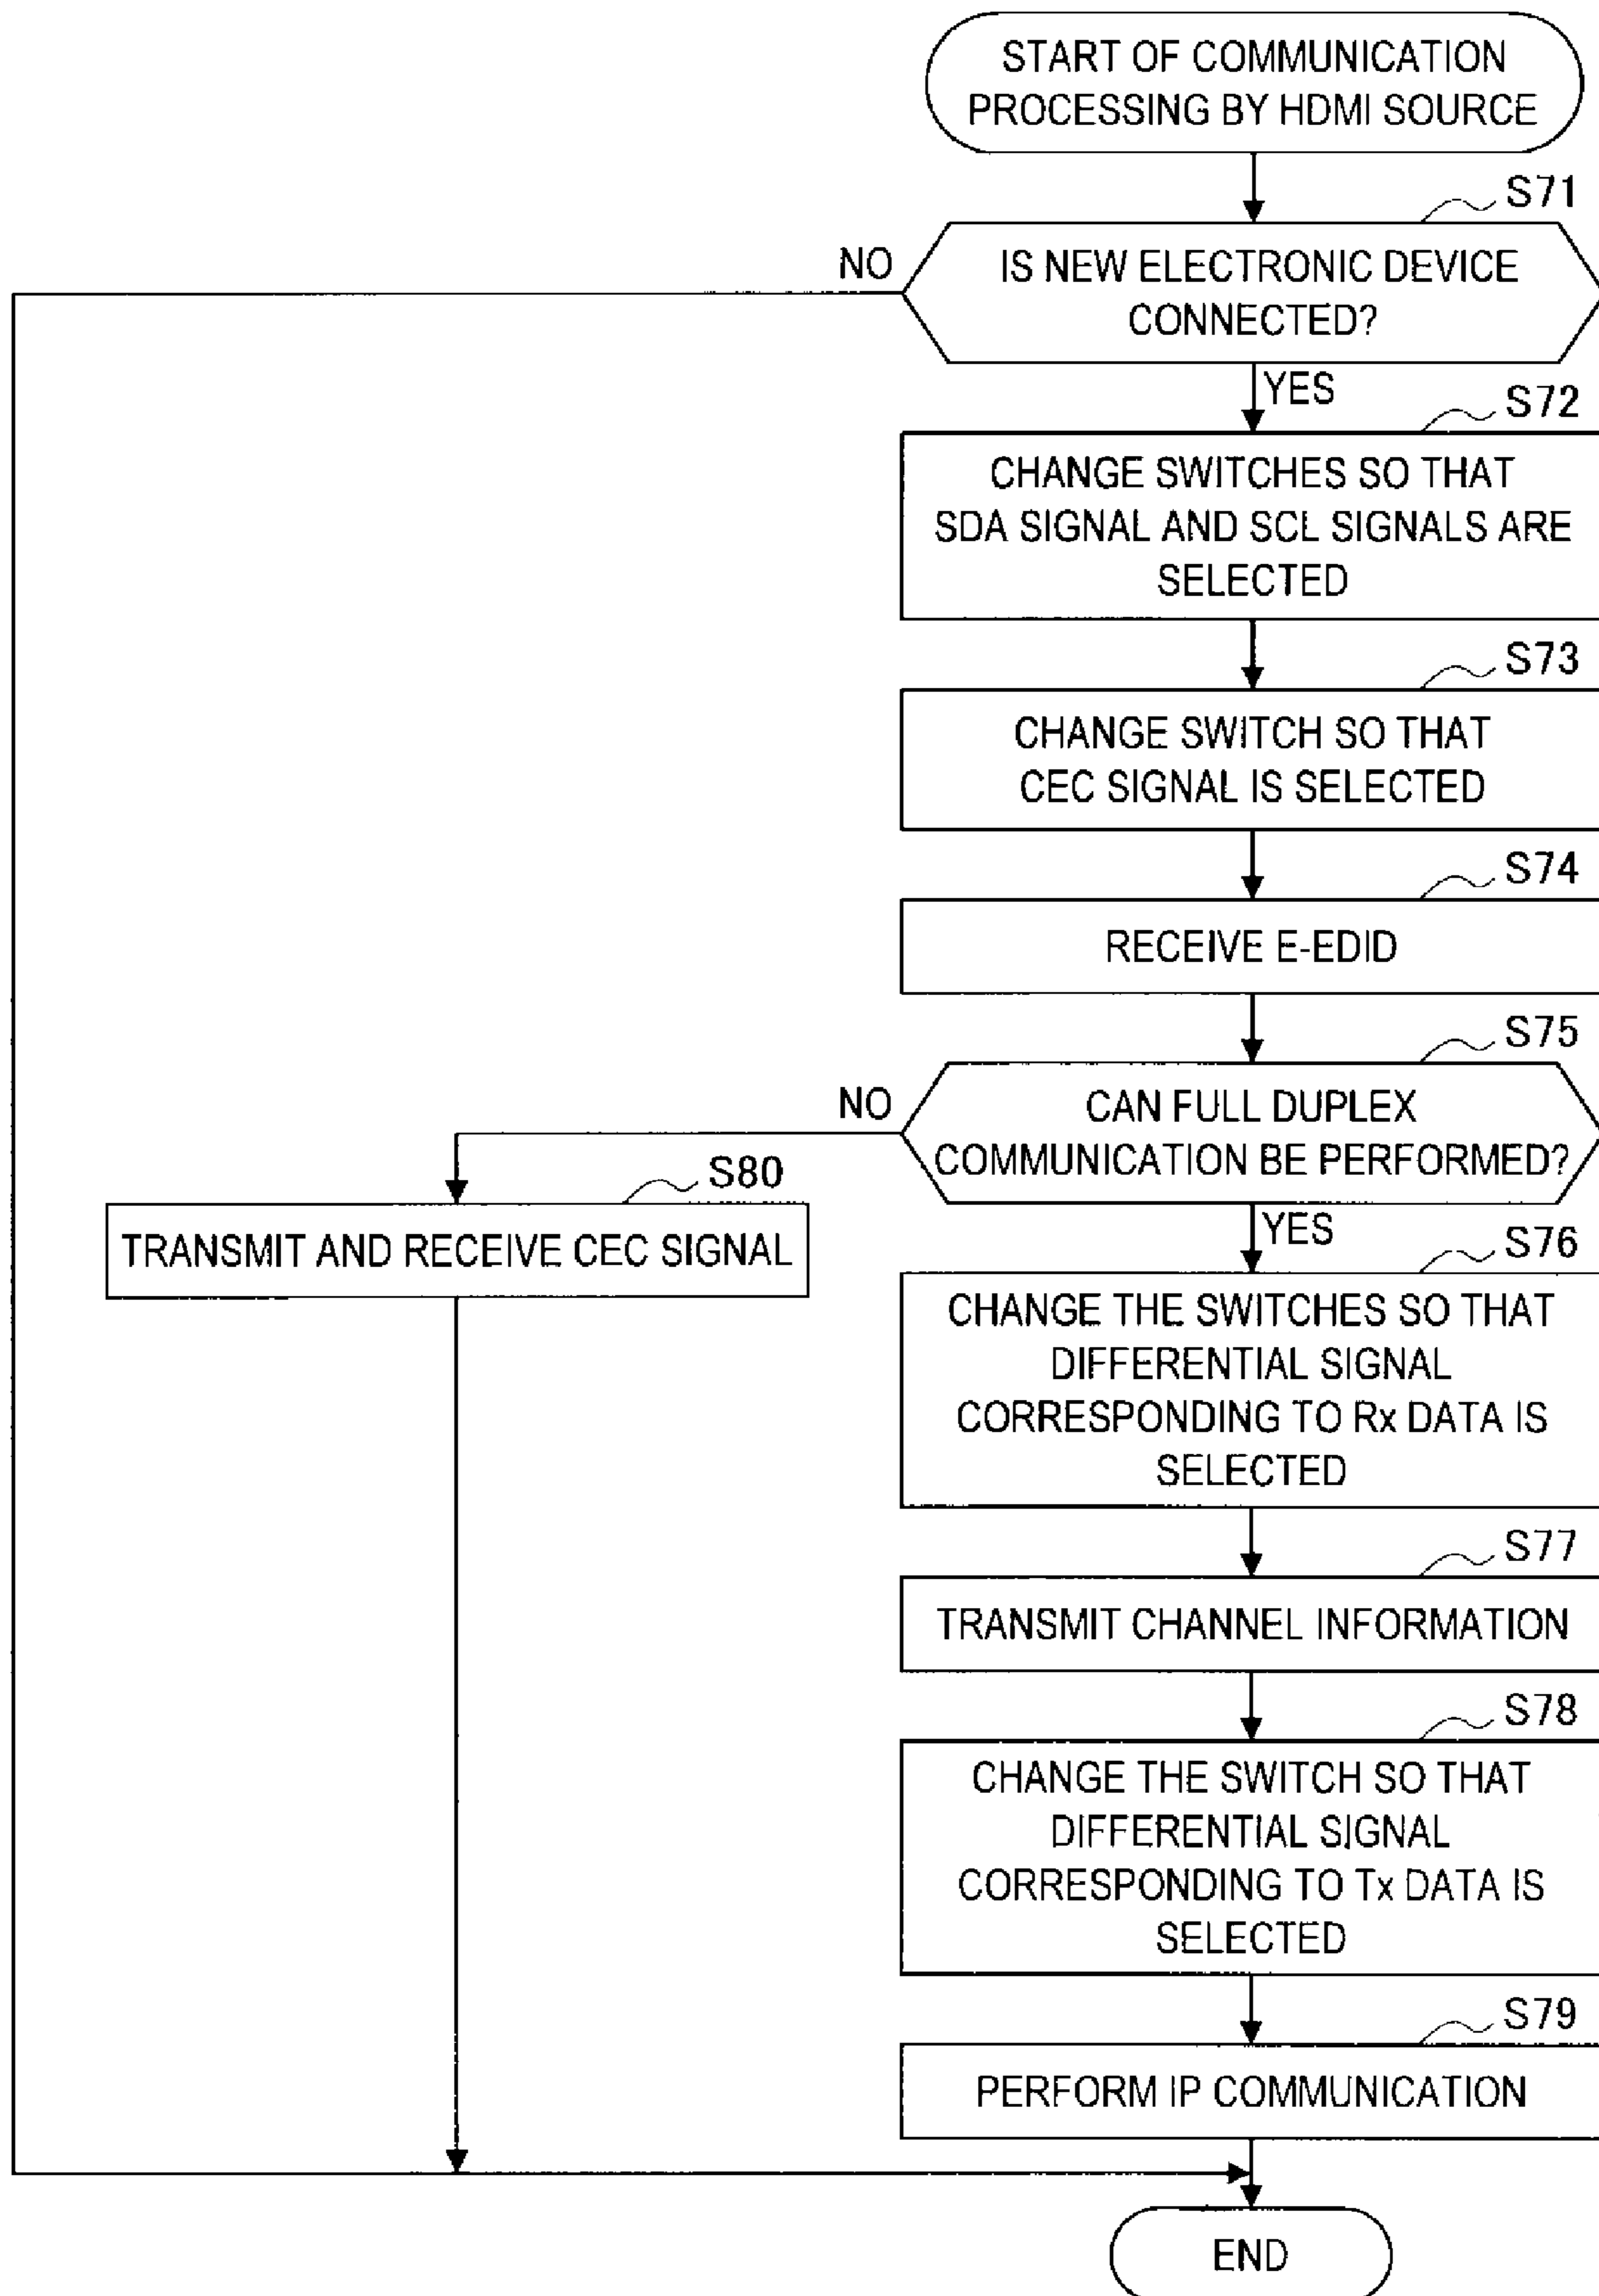 START OF COMMUNICATION
PROCESSING BY HDMI SOURCE
S71
NO
IS NEW ELECTRONIC DEVICE
CONNECTED?
YES
S72
CHANGE SWITCHES SO THAT
SDA SIGNAL AND SCL SIGNALS ARE
SELECTED
S73
CHANGE SWITCH SO THAT
CEC SIGNAL IS SELECTED
S74
RECEIVE E-EDID
S75
NO
CAN FULL DUPLEX
COMMUNICATION BE PERFORMED?
S80
TRANSMIT AND RECEIVE CEC SIGNAL
YES
S76
CHANGE THE SWITCHES SO THAT
DIFFERENTIAL SIGNAL
CORRESPONDING TO Rx DATA IS
SELECTED
S77
TRANSMIT CHANNEL INFORMATION
S78
CHANGE THE SWITCH SO THAT
DIFFERENTIAL SIGNAL
CORRESPONDING TO Tx DATA IS
SELECTED
S79
PERFORM IP COMMUNICATION
END